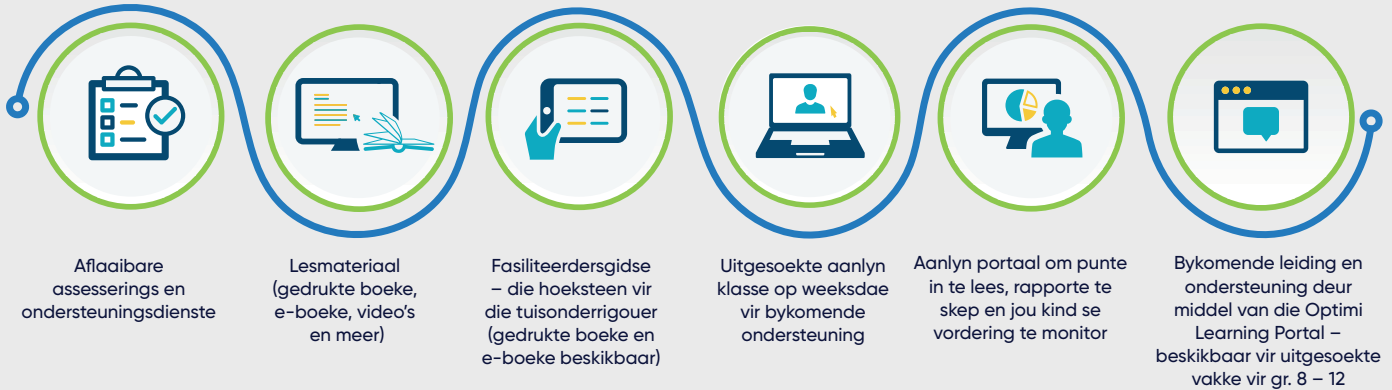 Aflaaibare
assesserings en
ondersteuningsdienste
Lesmateriaal
(gedrukte boeke,
e-boeke, video's
en meer)
Fasiliteerdersgidse
– die hoeksteen vir
die tuisonderrigouer
(gedrukte boeke en
e-boeke beskikbaar)
Uitgesoekte aanlyn
klasse op weeksdae
vir bykomende
ondersteuning
Aanlyn portaal om punte
in te lees, rapporte te
skep en jou kind se
vordering te monitor
Bykomende leiding en
ondersteuning deur
middel van die Optimi
Learning Portal –
beskikbaar vir uitgesoekte
vakke vir gr. 8 – 12